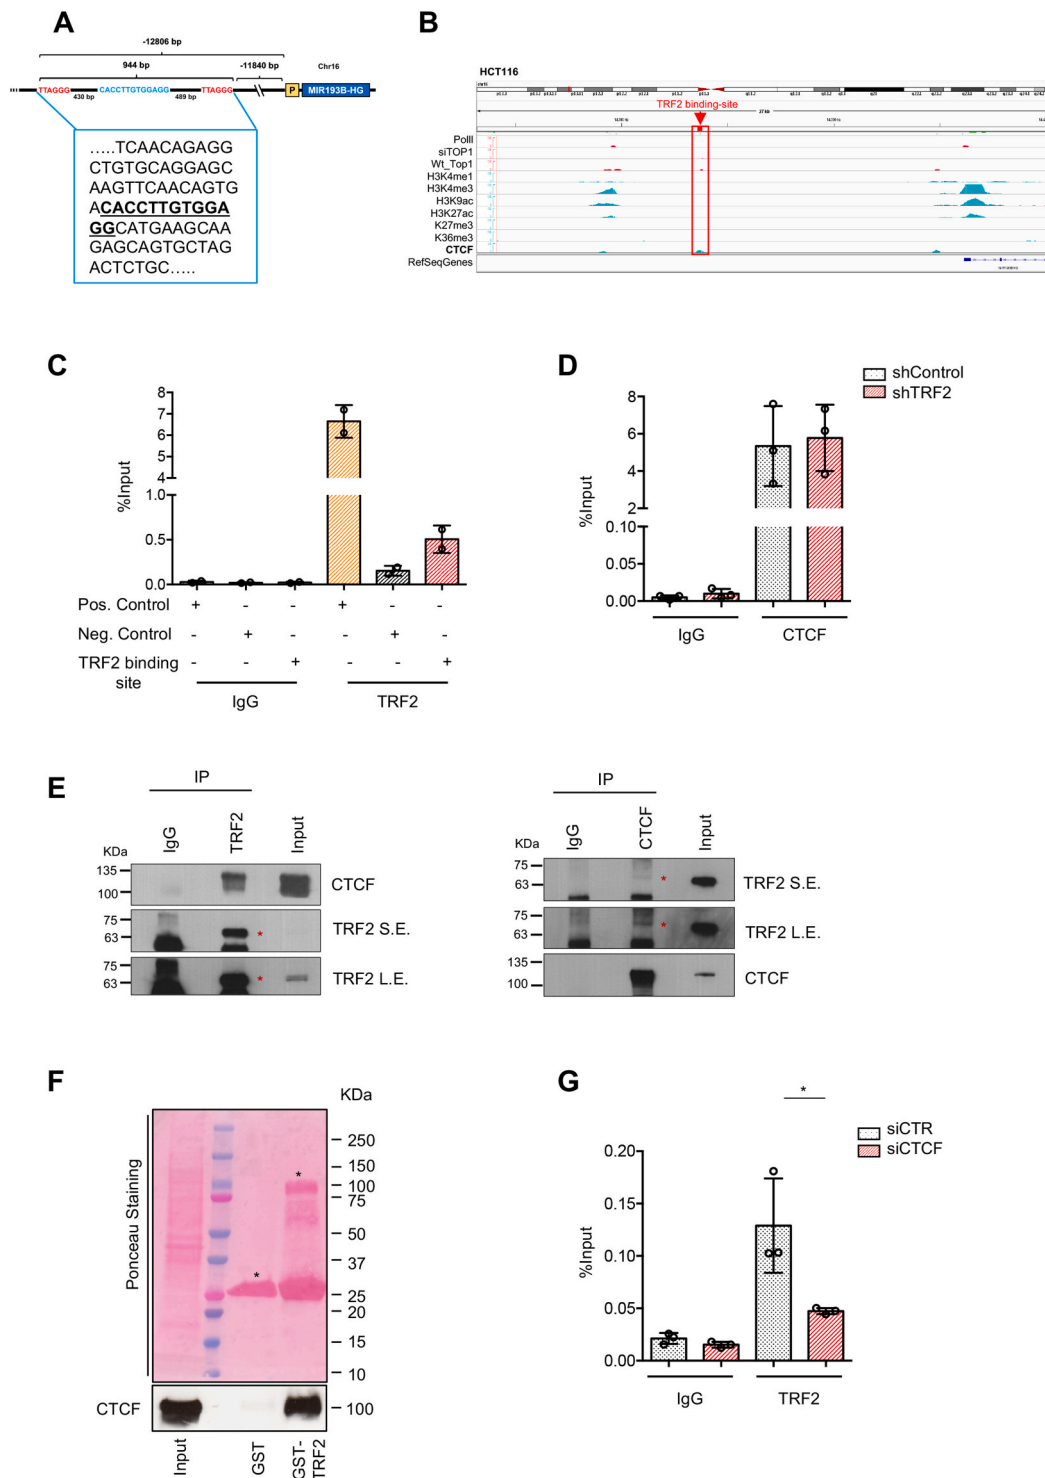 A
-12806 bp
944 bp
-11840 bp
Chr16
TTAGGG
CACCTTGTGGAGG
TTAGGG
P
MIR193B-HG
430 bp
489 bp
.....TCAACAGAGG
CTGTGCAGGAGC
AAGTTCAACAGTG
ACACCTTGTGGA
GGCATGAAGCAA
GAGCAGTGCTAG
ACTCTGC.....
B
HCT116
TRF2 binding-site
PolII
siTOP1
Wt_Top1
H3K4me1
H3K4me3
H3K9ac
H3K27ac
K27me3
K36me3
CTCF
RefSeqGenes
C
%Input
8
7
6
5
4
1.0
0.5
0.0
Pos. Control + - - + - -
Neg. Control - + - - + -
TRF2 binding site - - + - - +
IgG TRF2
D
shControl
shTRF2
%Input
8
6
4
2
0.10
0.05
0.00
IgG CTCF
E
IP
KDa IgG TRF2 Input
135
100
CTCF
75
63
* TRF2 S.E.
75
63
* TRF2 L.E.
IP
KDa IgG CTCF Input
75
63
* TRF2 S.E.
75
63
* TRF2 L.E.
135
100
CTCF
F
KDa
Ponceau Staining
*
*
250
150
100
75
50
37
25
20
15
10
CTCF 100
Input GST GST-TRF2
G
*
siCTR
siCTCF
%Input
0.20
0.15
0.10
0.05
0.00
IgG TRF2